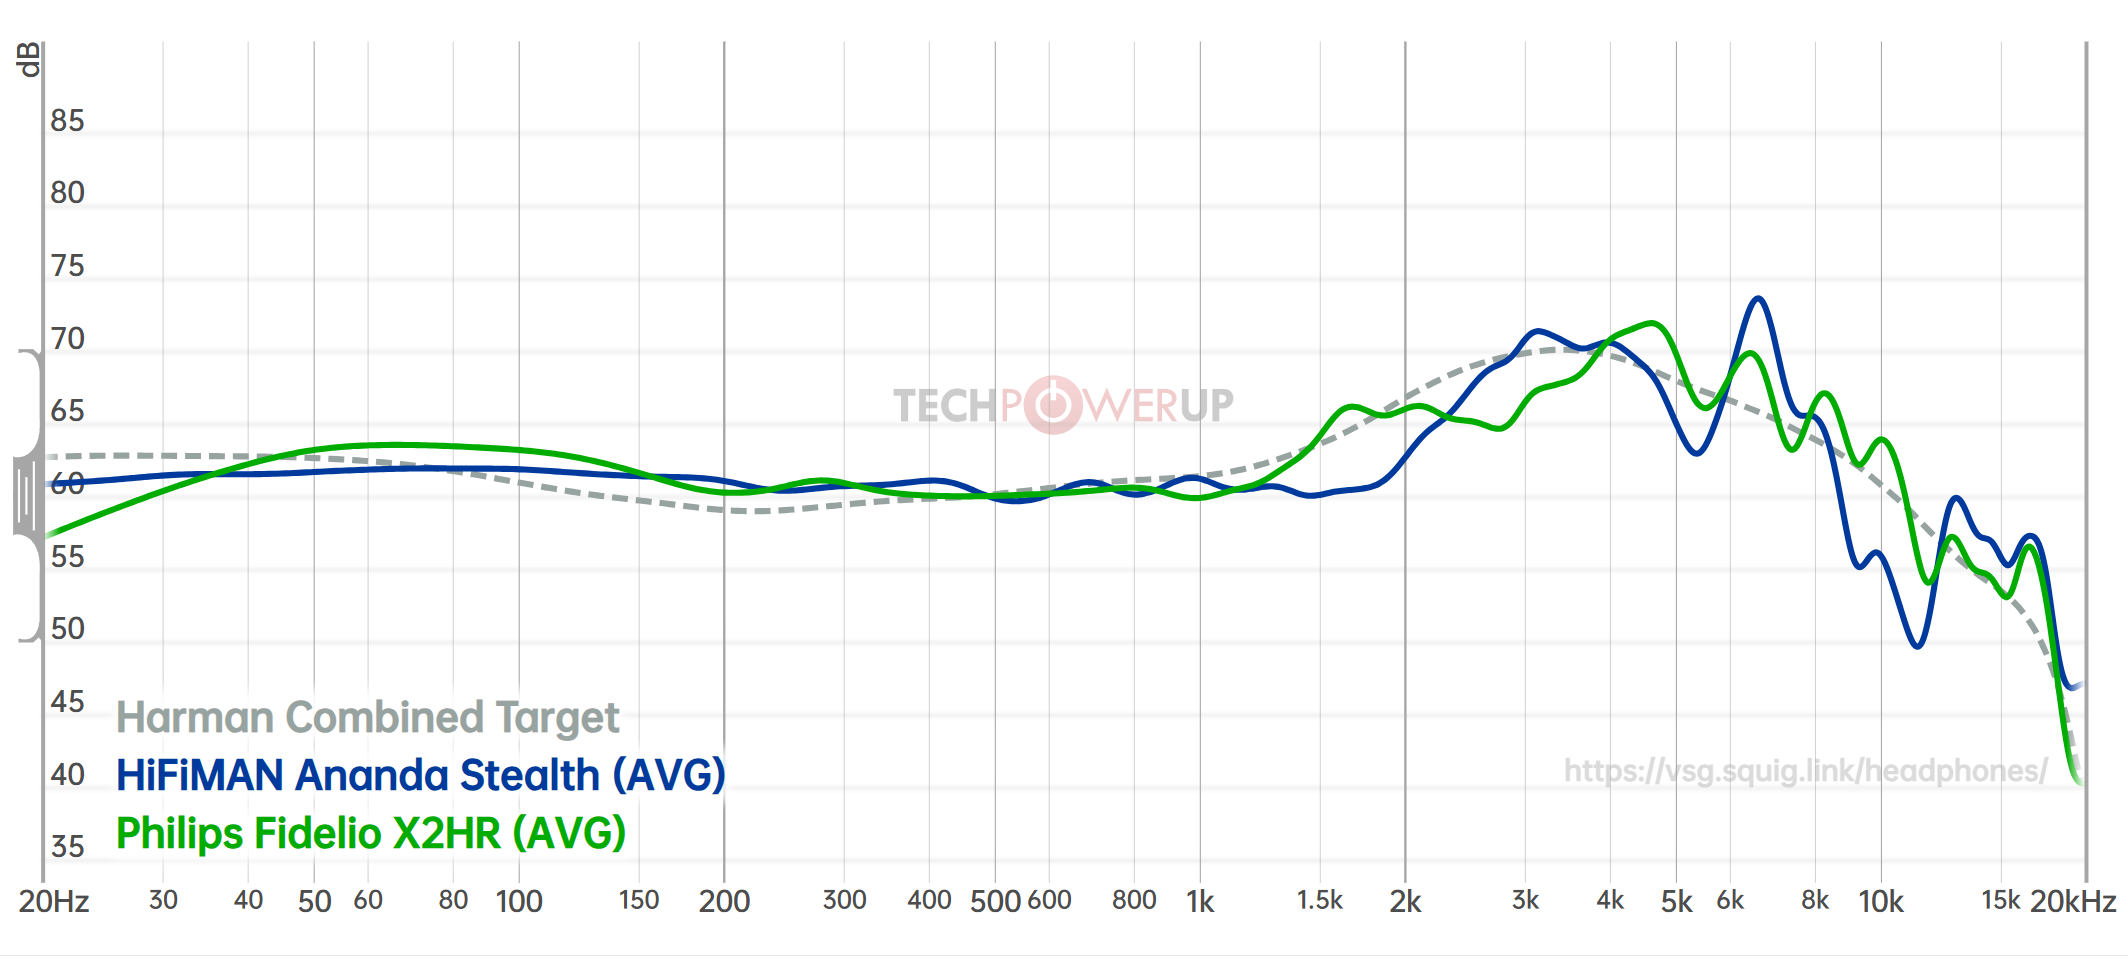 dB
85
80
75
70
65
60
55
50
45
40
35
TECHPOWERUP
Harman Combined Target
HiFiMAN Ananda Stealth (AVG)
Philips Fidelio X2HR (AVG)
https://vsg.squig.link/headphones/
20Hz 30 40 50 60 80 100 150 200 300 400 500 600 800 1k 1.5k 2k 3k 4k 5k 6k 8k 10k 15k 20kHz